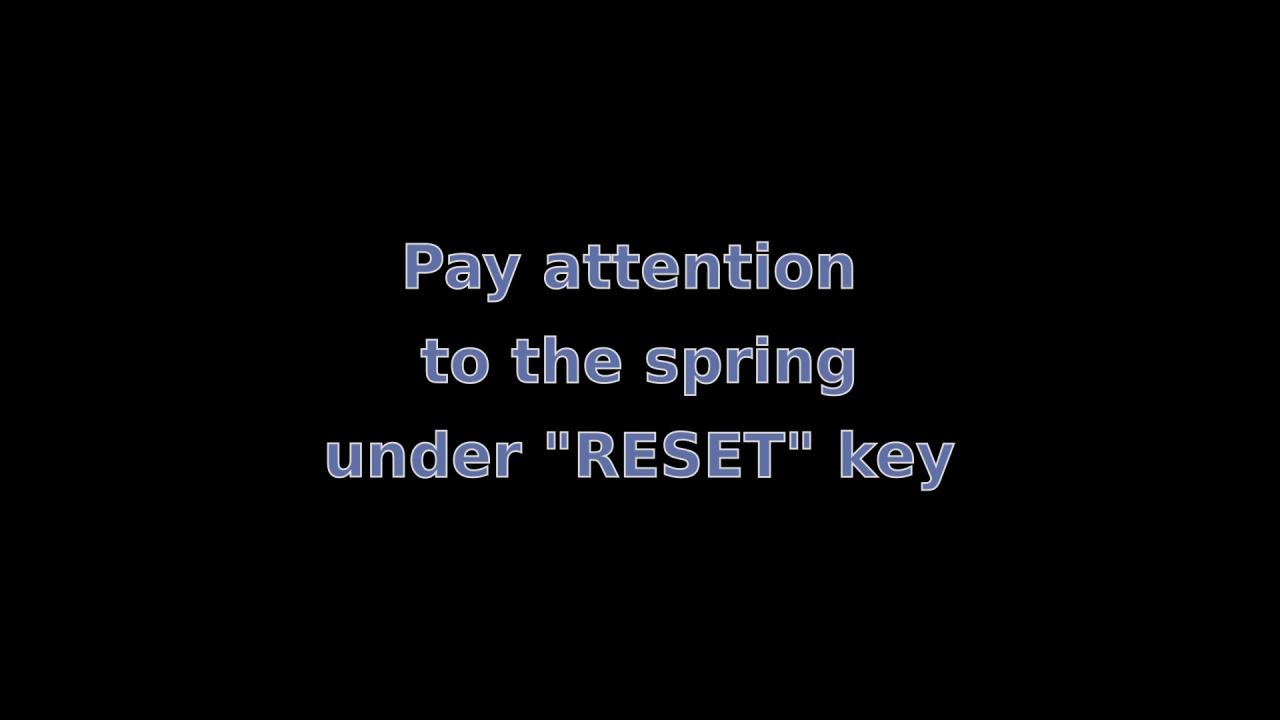 Pay attention
to the spring
under "RESET" key